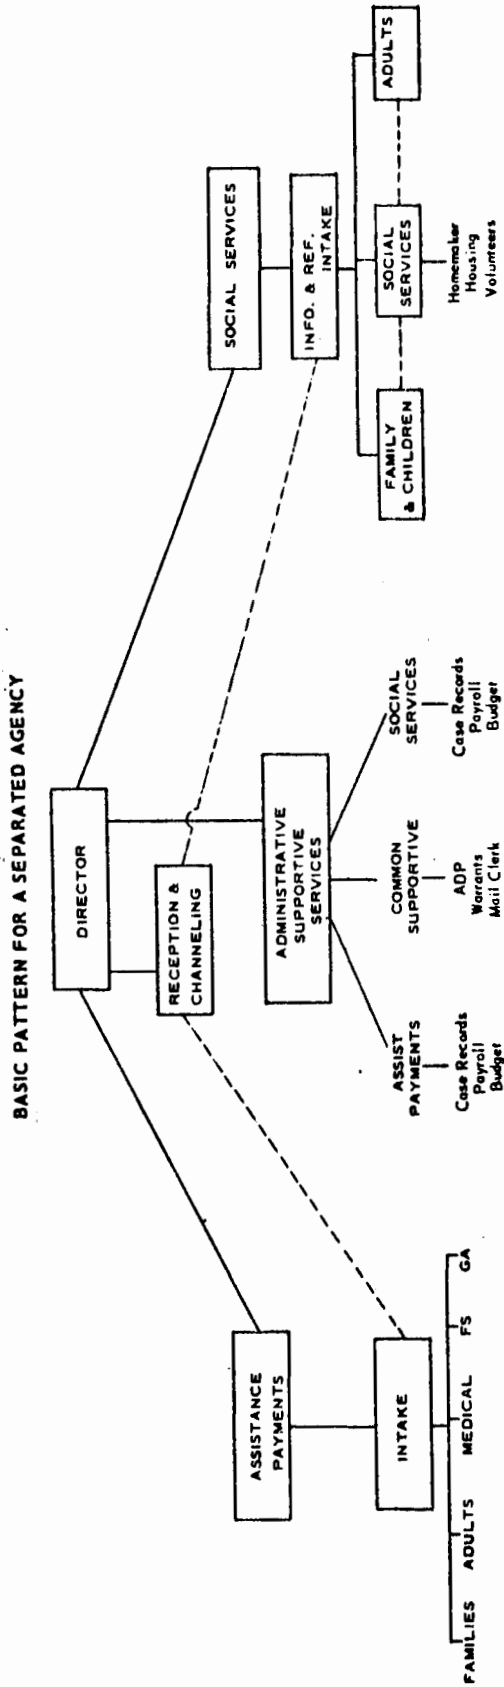 BASIC PATTERN FOR A SEPARATED AGENCY
DIRECTOR
RECEPTION &
CHANNELING
ASSISTANCE
PAYMENTS
INTAKE
FAMILIES
ADULTS
MEDICAL
FS
GA
ADMINISTRATIVE
SUPPORTIVE
SERVICES
ASSIST
PAYMENTS
Case Records
Payroll
Budget
COMMON
SUPPORTIVE
ADP
Warrants
Mail Clerk
SOCIAL
SERVICES
Case Records
Payroll
Budget
SOCIAL SERVICES
INFO. & REF.
INTAKE
FAMILY
& CHILDREN
SOCIAL
SERVICES
Homemaker
Housing
Volunteers
ADULTS